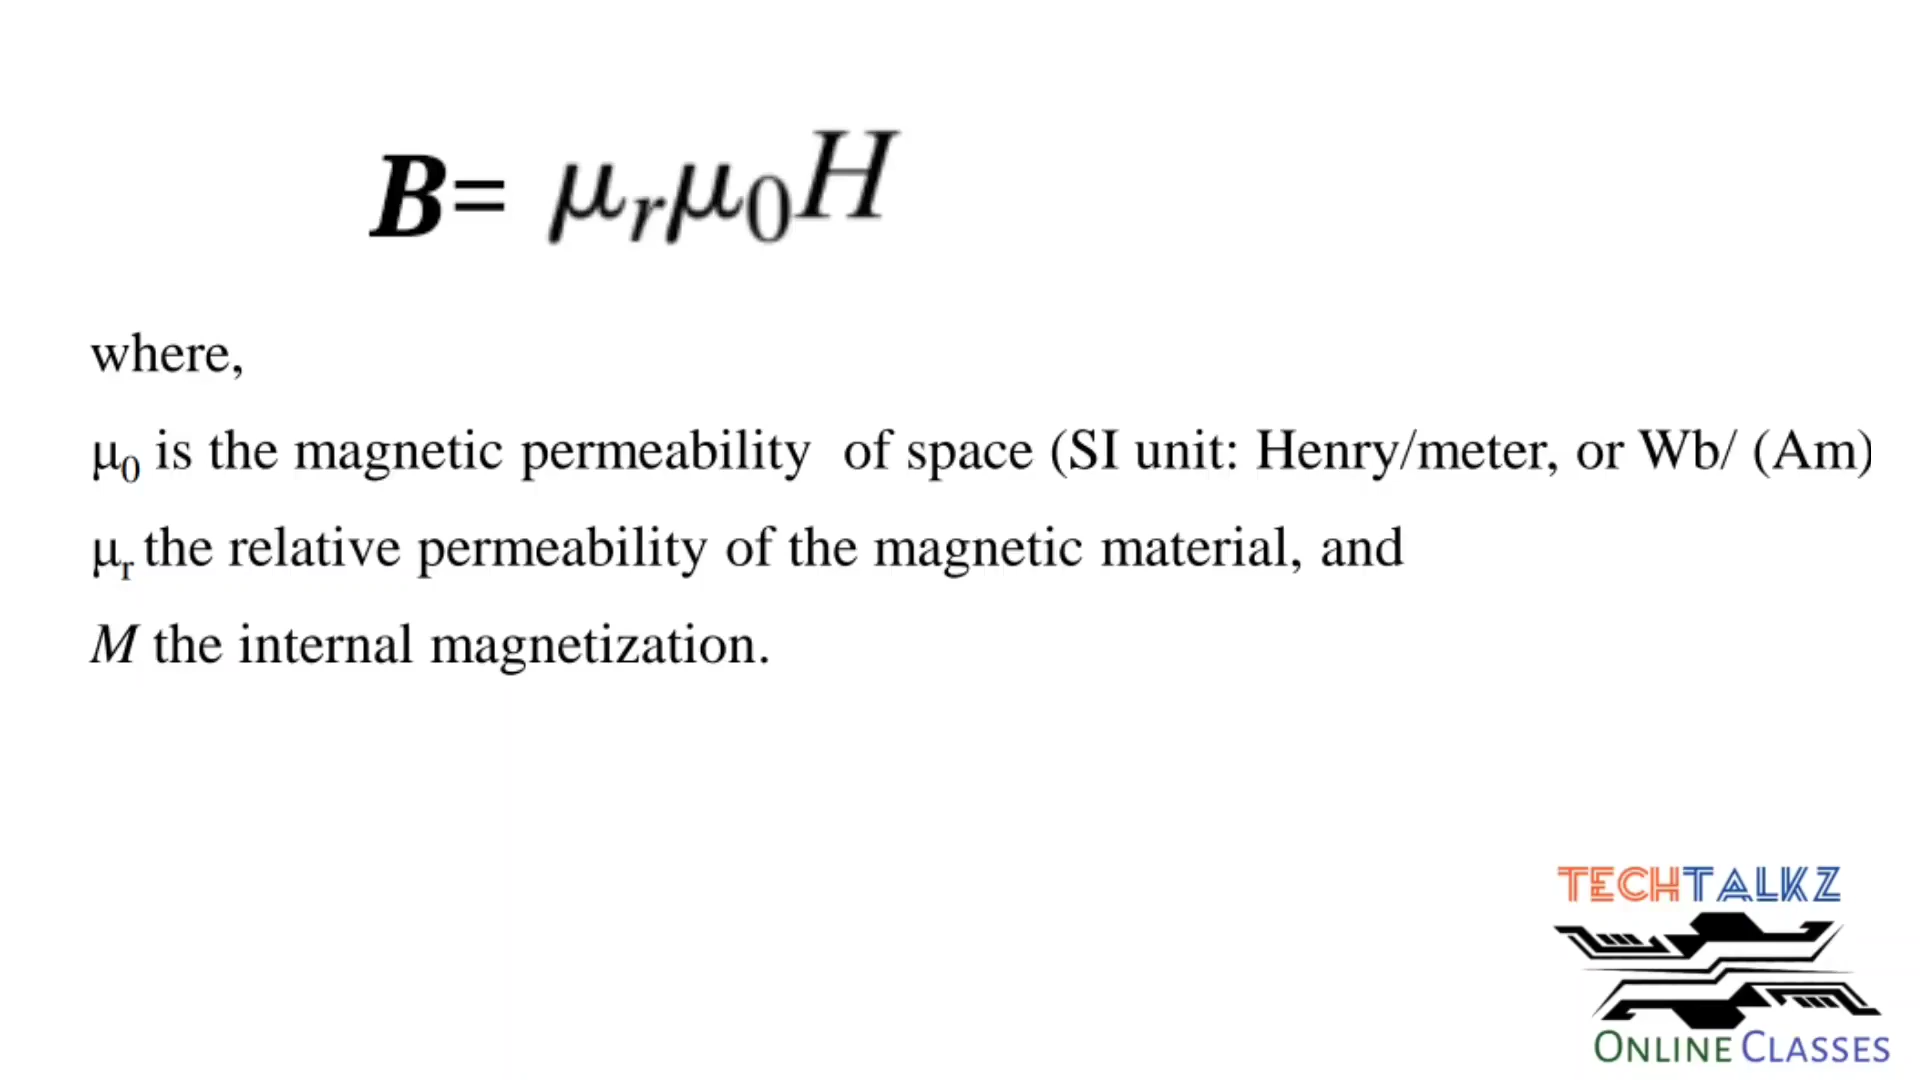 B= μᵣμ₀H
where,
μ₀ is the magnetic permeability of space (SI unit: Henry/meter, or Wb/ (Am)
μᵣ the relative permeability of the magnetic material, and
M the internal magnetization.
TECHTALKZ
ONLINE CLASSES